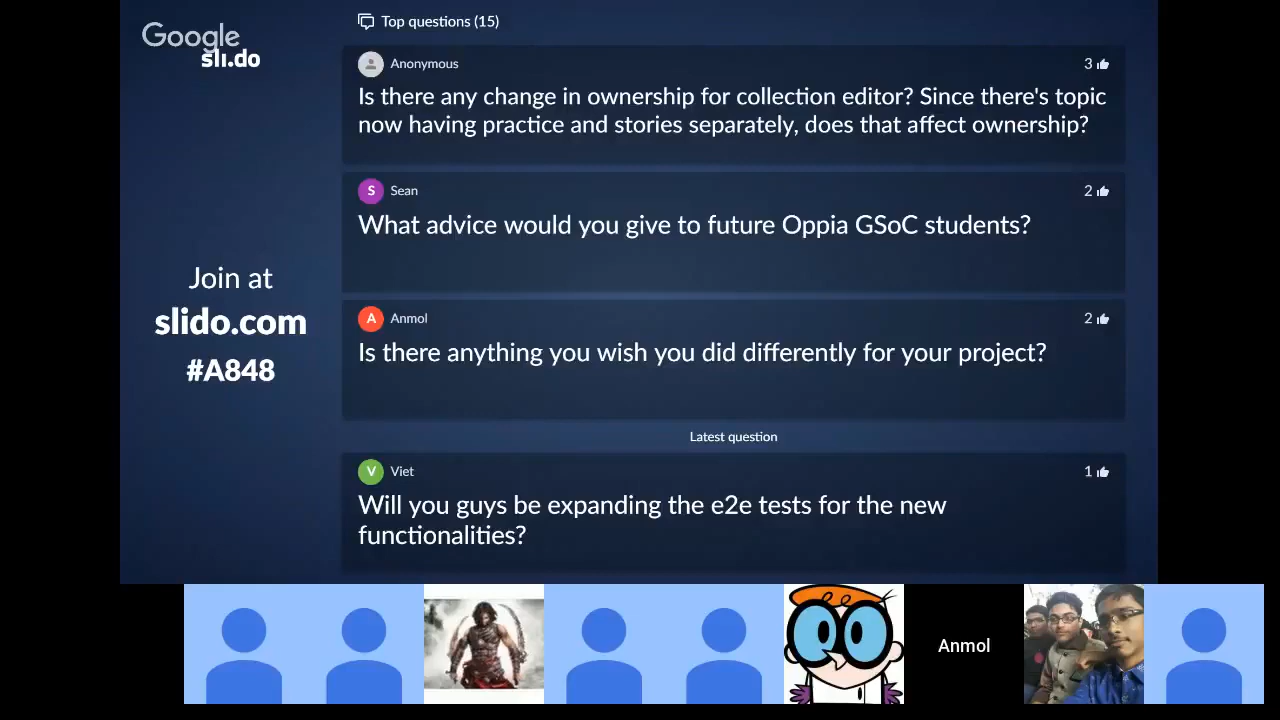 Google
sli.do
Top questions (15)
Anonymous
3
Is there any change in ownership for collection editor? Since there's topic
now having practice and stories separately, does that affect ownership?
S
Sean
2
What advice would you give to future Oppia GSoC students?
Join at
slido.com
#A848
A
Anmol
2
Is there anything you wish you did differently for your project?
Latest question
V
Viet
1
Will you guys be expanding the e2e tests for the new
functionalities?
Anmol